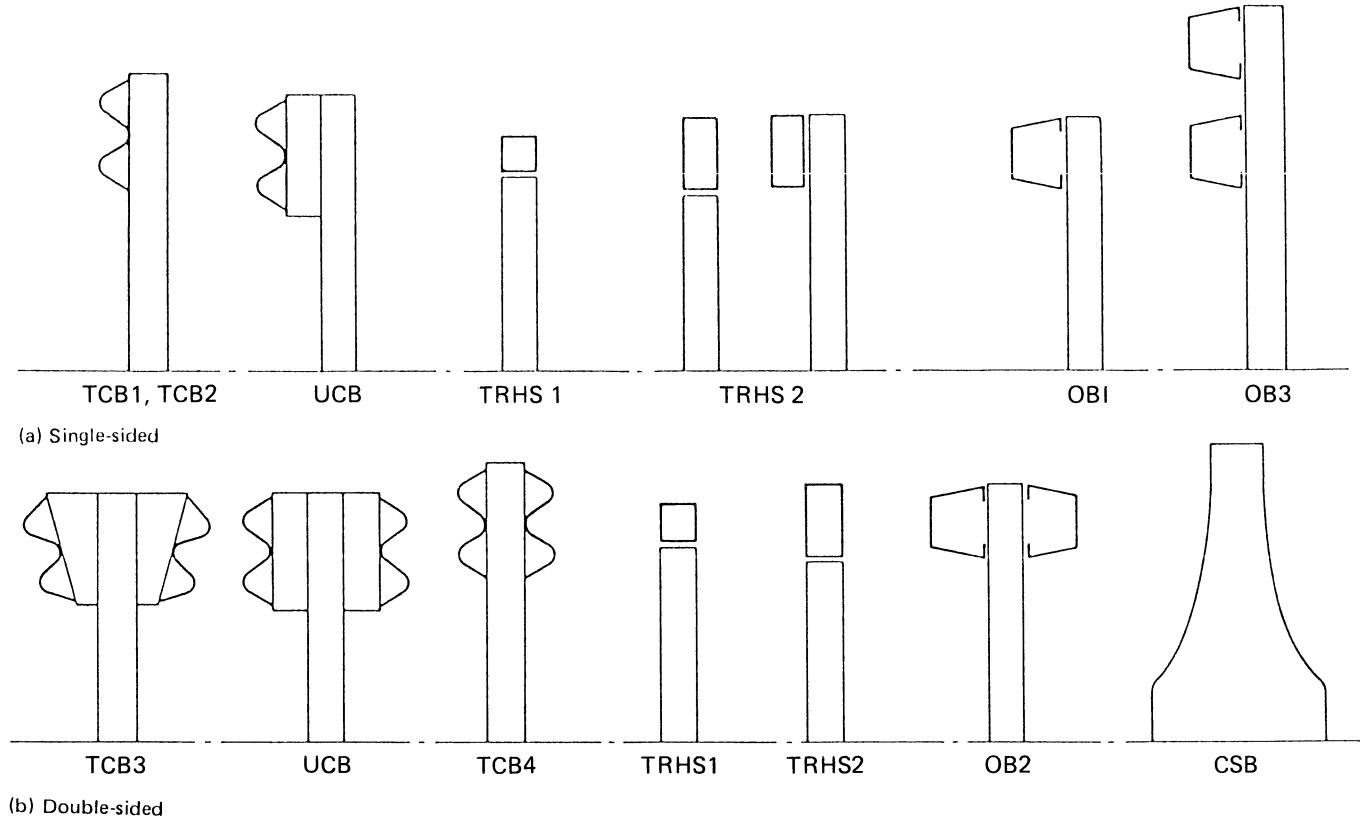 TCB1, TCB2 UCB TRHS 1 TRHS 2 OBI OB3
(a) Single-sided
TCB3 UCB TCB4 TRHS1 TRHS2 OB2 CSB
(b) Double-sided